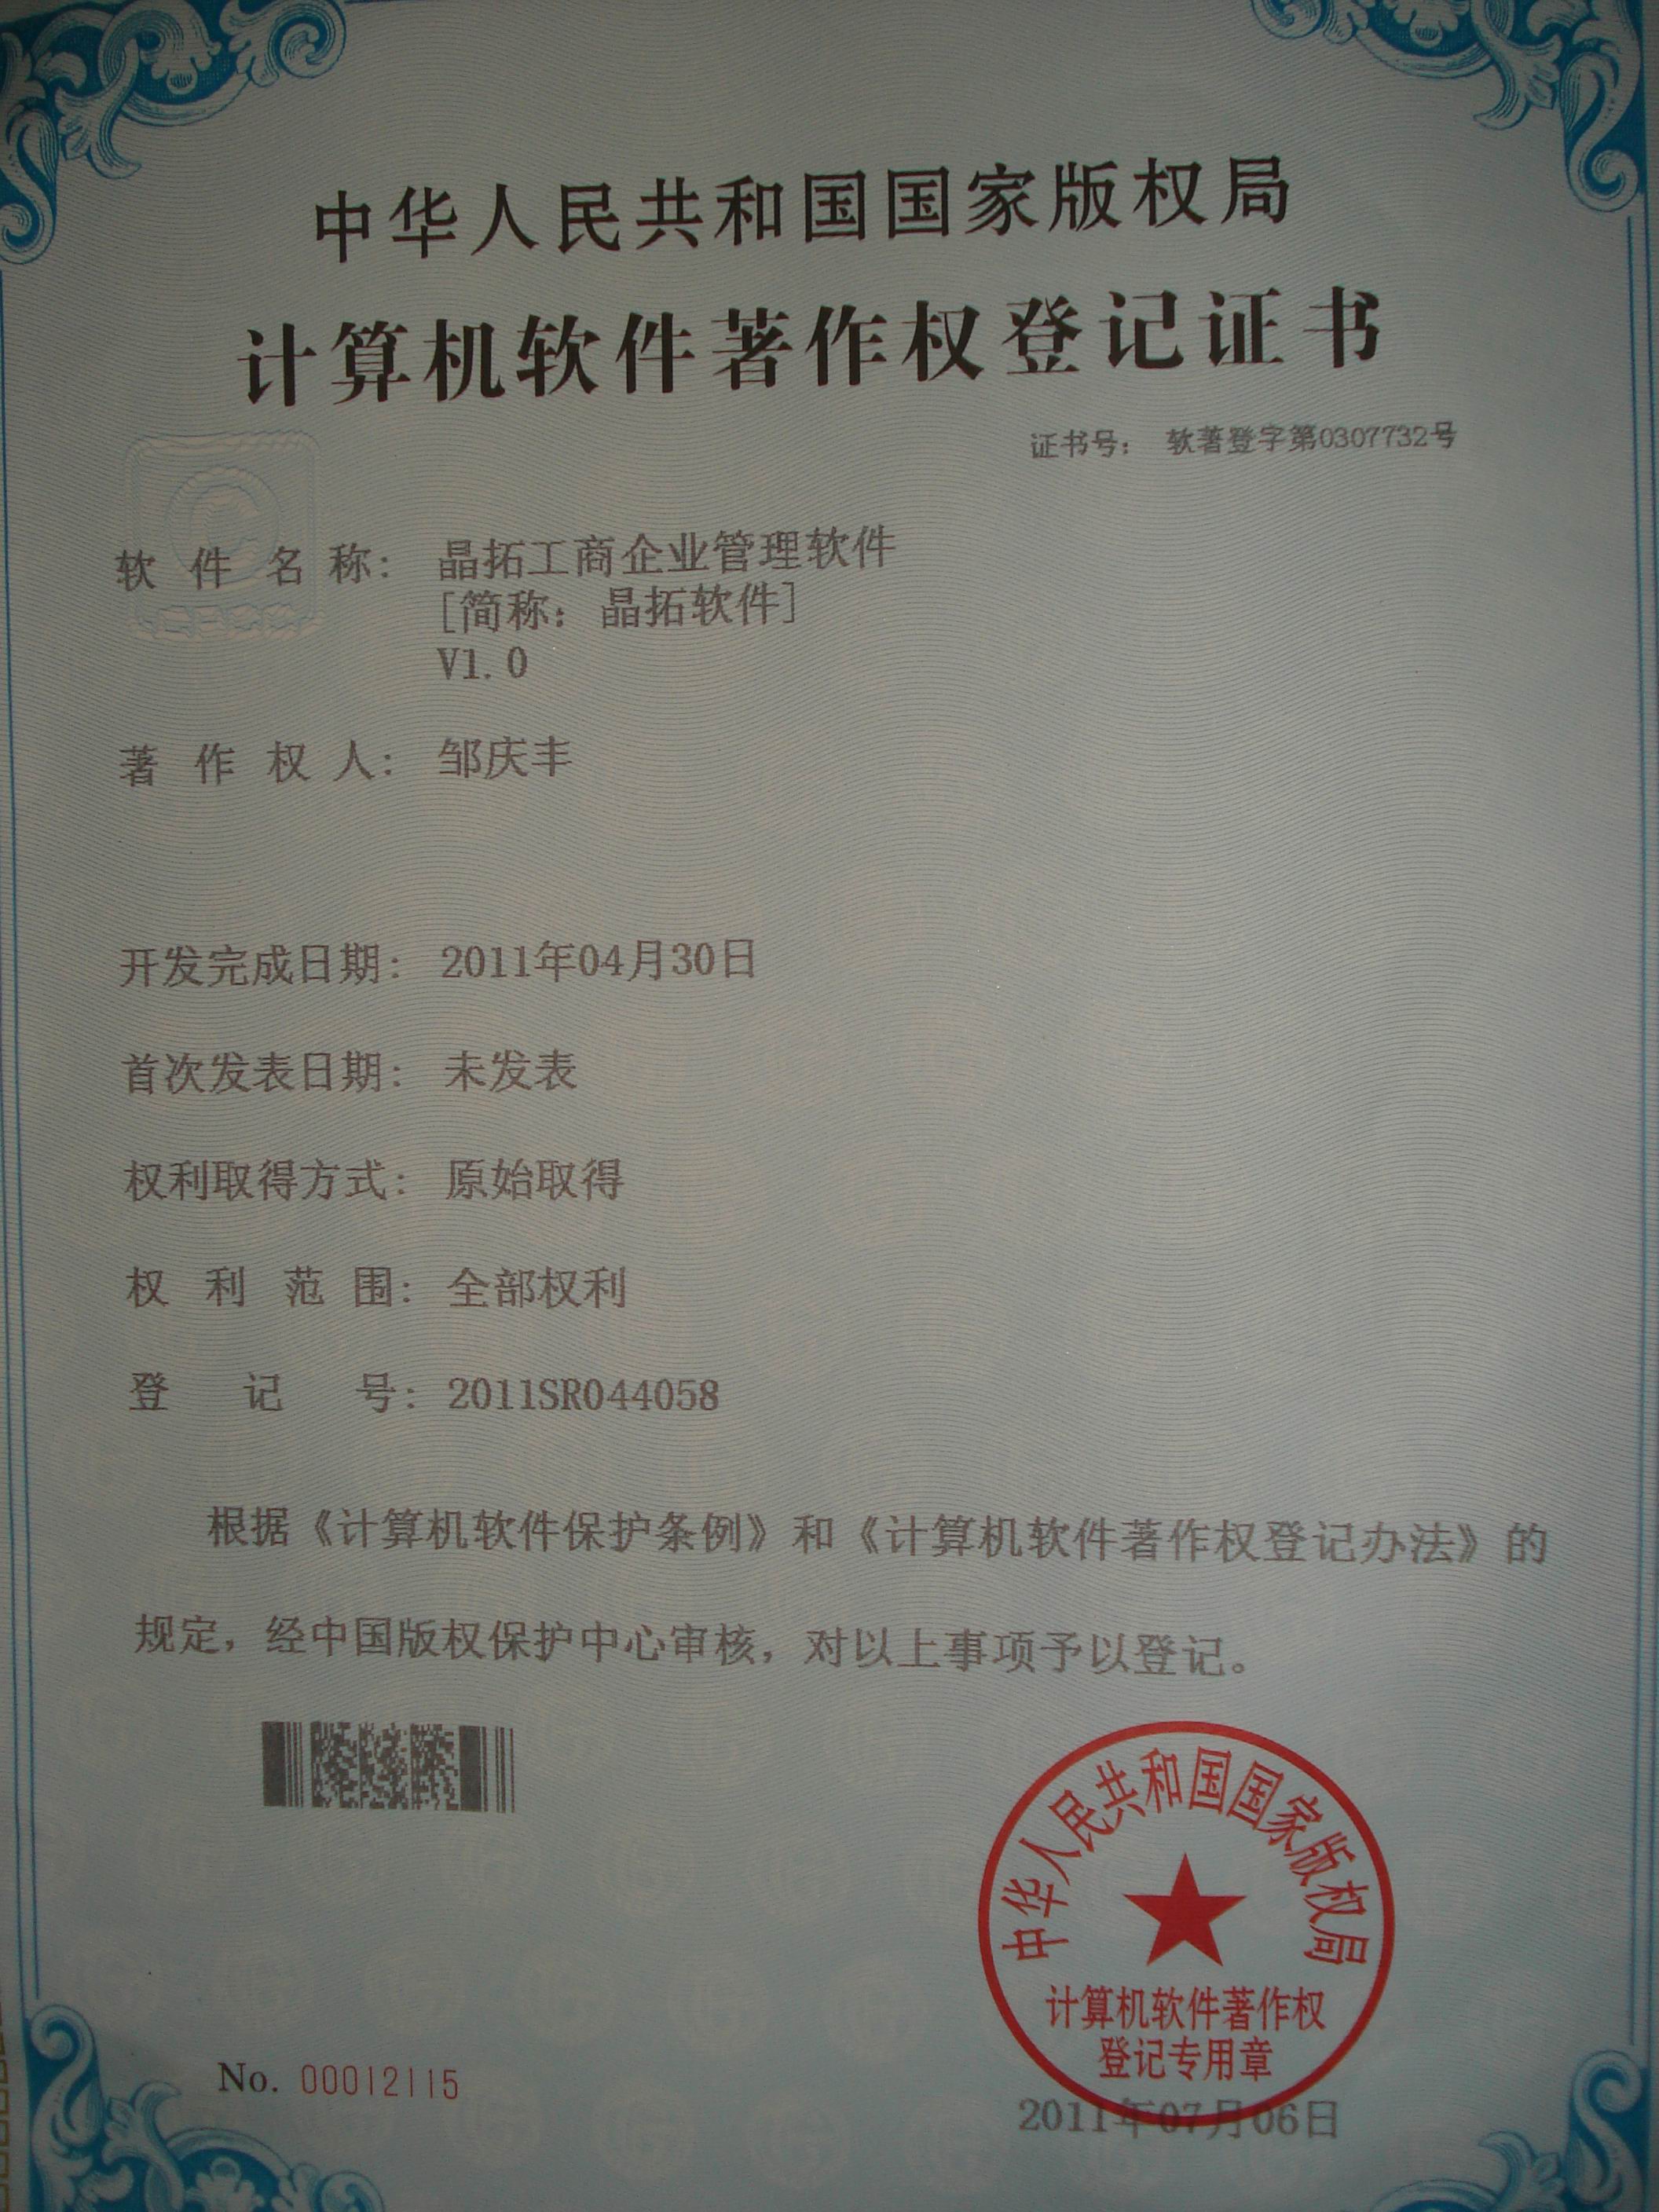 中华人民共和国国家版权局
计算机软件著作权登记证书
证书号: 软著登字第0307732号
软件名称: 晶拓工商企业管理软件
[简称: 晶拓软件]
V1.0
著作权人: 邹庆丰
开发完成日期: 2011年04月30日
首次发表日期: 未发表
权利取得方式: 原始取得
权利范围: 全部权利
登记号: 2011SR044058
根据《计算机软件保护条例》和《计算机软件著作权登记办法》的
规定，经中国版权保护中心审核，对以上事项予以登记。
中华人民共和国国家版权局
计算机软件著作权
登记专用章
No. 00012115
2011年07月06日